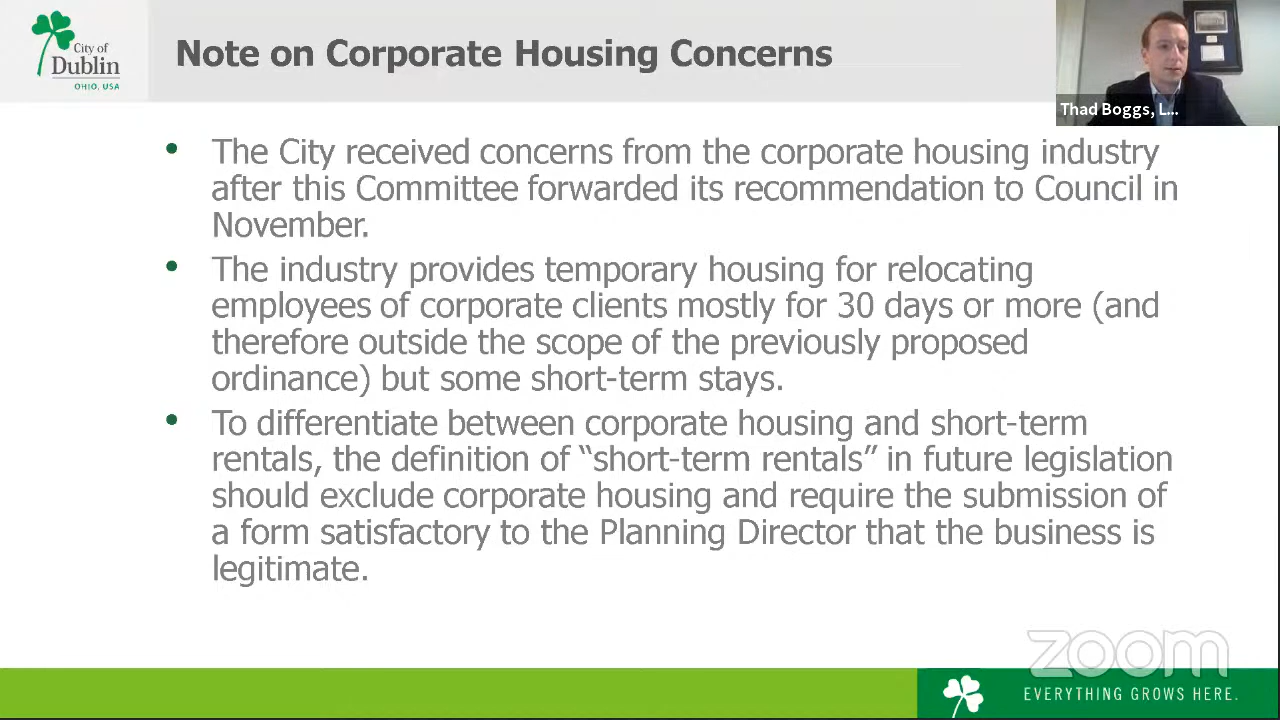 City of
Dublin
OHIO, USA
Note on Corporate Housing Concerns
Thad Boggs, L...
• The City received concerns from the corporate housing industry
after this Committee forwarded its recommendation to Council in
November.
• The industry provides temporary housing for relocating
employees of corporate clients mostly for 30 days or more (and
therefore outside the scope of the previously proposed
ordinance) but some short-term stays.
• To differentiate between corporate housing and short-term
rentals, the definition of “short-term rentals” in future legislation
should exclude corporate housing and require the submission of
a form satisfactory to the Planning Director that the business is
legitimate.
zoom
EVERYTHING GROWS HERE.